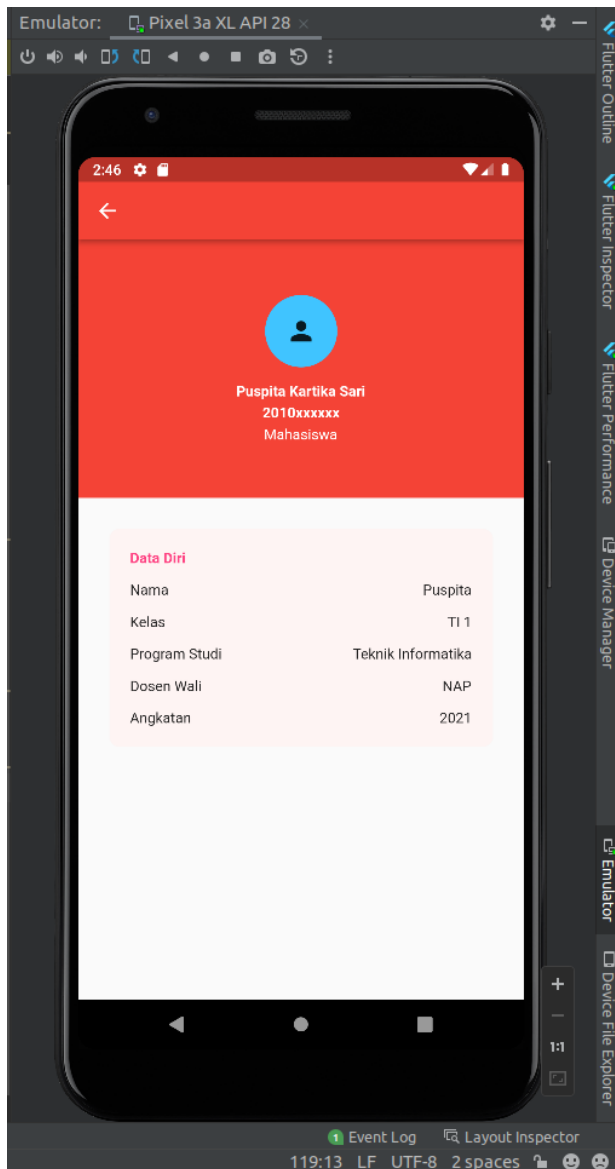 Emulator: Pixel 3a XL API 28
2:46
Puspita Kartika Sari
2010xxxxxx
Mahasiswa
Data Diri
Nama Puspita
Kelas TI 1
Program Studi Teknik Informatika
Dosen Wali NAP
Angkatan 2021
Flutter Outline
Flutter Inspector
Flutter Performance
Device Manager
Emulator
Device File Explorer
1:1
1 Event Log Layout Inspector
119:13 LF UTF-8 2 spaces